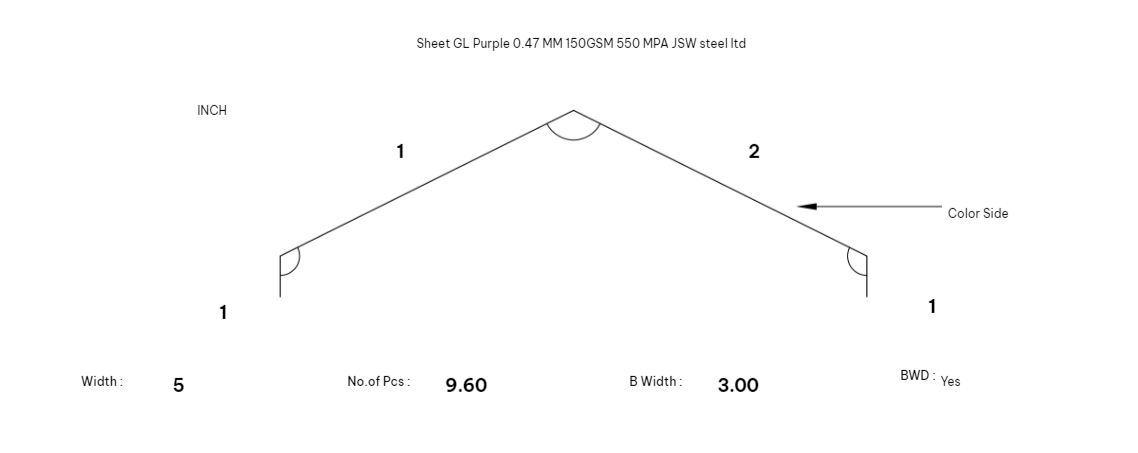 Sheet GL Purple 0.47 MM 150GSM 550 MPA JSW steel ltd
INCH
1
2
Color Side
1
1
Width : 5 No.of Pcs : 9.60 B Width : 3.00 BWD : Yes